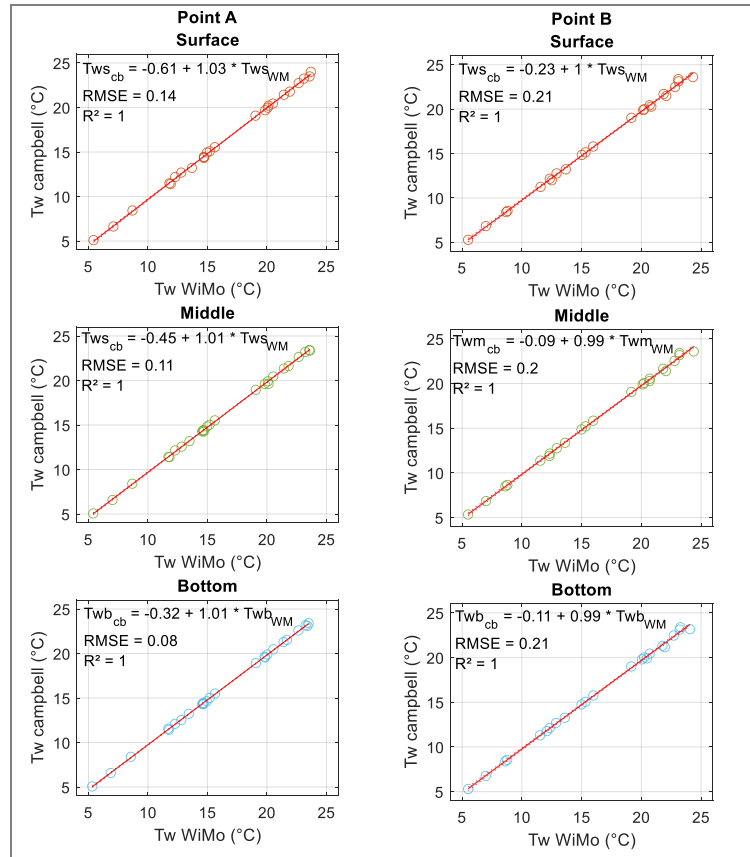 Point A
Surface
Tws_cb = -0.61 + 1.03 * Tws_WM
RMSE = 0.14
R² = 1
Tw campbell (°C)
25
20
15
10
5
5 10 15 20 25
Tw WiMo (°C)
Point B
Surface
Tws_cb = -0.23 + 1 * Tws_WM
RMSE = 0.21
R² = 1
Tw campbell (°C)
25
20
15
10
5
5 10 15 20 25
Tw WiMo (°C)
Middle
Tws_cb = -0.45 + 1.01 * Tws_WM
RMSE = 0.11
R² = 1
Tw campbell (°C)
25
20
15
10
5
5 10 15 20 25
Tw WiMo (°C)
Middle
Twm_cb = -0.09 + 0.99 * Twm_WM
RMSE = 0.2
R² = 1
Tw campbell (°C)
25
20
15
10
5
5 10 15 20 25
Tw WiMo (°C)
Bottom
Twb_cb = -0.32 + 1.01 * Twb_WM
RMSE = 0.08
R² = 1
Tw campbell (°C)
25
20
15
10
5
5 10 15 20 25
Tw WiMo (°C)
Bottom
Twb_cb = -0.11 + 0.99 * Twb_WM
RMSE = 0.21
R² = 1
Tw campbell (°C)
25
20
15
10
5
5 10 15 20 25
Tw WiMo (°C)